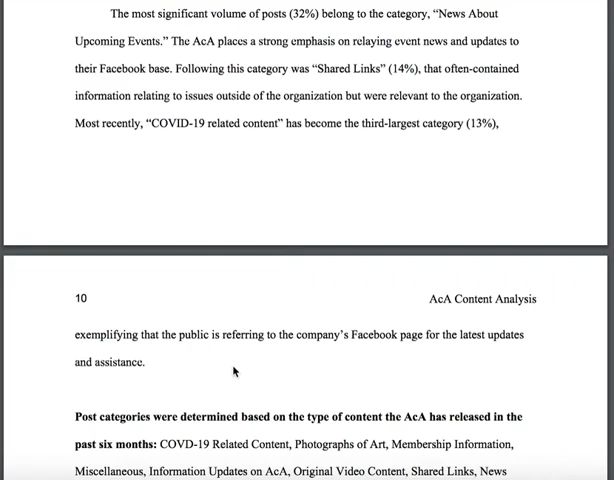 The most significant volume of posts (32%) belong to the category, “News About
Upcoming Events.” The AcA places a strong emphasis on relaying event news and updates to
their Facebook base. Following this category was “Shared Links” (14%), that often-contained
information relating to issues outside of the organization but were relevant to the organization.
Most recently, “COVID-19 related content” has become the third-largest category (13%),
10 AcA Content Analysis
exemplifying that the public is referring to the company’s Facebook page for the latest updates
and assistance.
Post categories were determined based on the type of content the AcA has released in the
past six months: COVD-19 Related Content, Photographs of Art, Membership Information,
Miscellaneous, Information Updates on AcA, Original Video Content, Shared Links, News